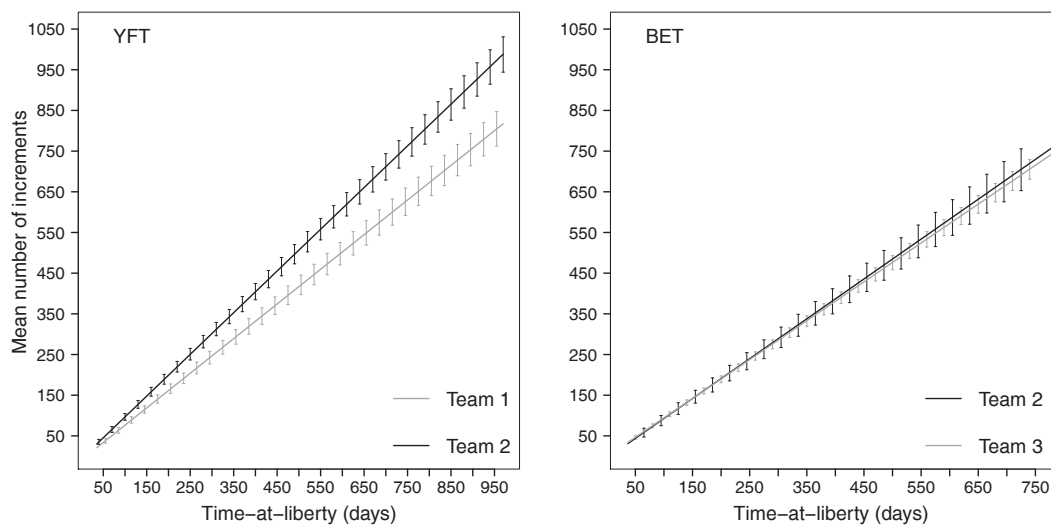 YFT
BET
Mean number of increments
1050
950
850
750
650
550
450
350
250
150
50
Team 1
Team 2
50 150 250 350 450 550 650 750 850 950
Time−at−liberty (days)
1050
950
850
750
650
550
450
350
250
150
50
Team 2
Team 3
50 150 250 350 450 550 650 750
Time−at−liberty (days)